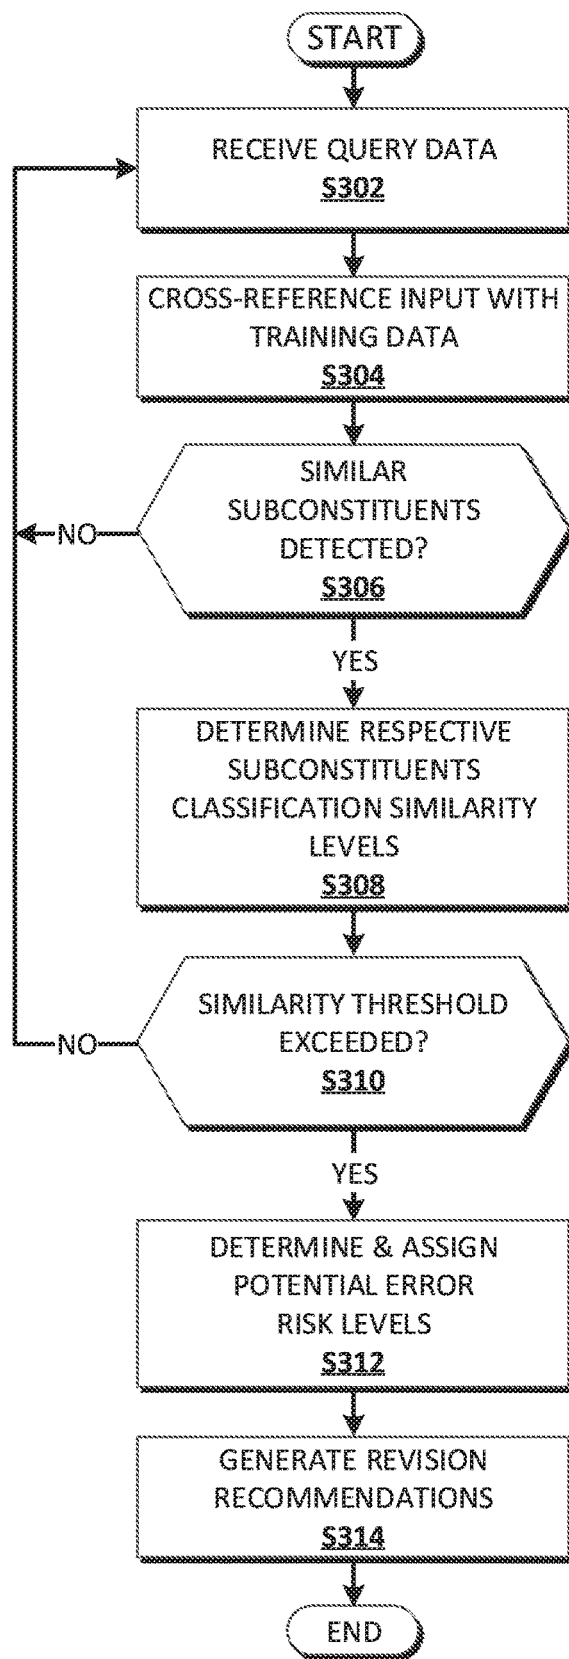 START
RECEIVE QUERY DATA
S302
CROSS-REFERENCE INPUT WITH
TRAINING DATA
S304
SIMILAR
SUBCONSTITUENTS
DETECTED?
S306
NO
YES
DETERMINE RESPECTIVE
SUBCONSTITUENTS
CLASSIFICATION SIMILARITY
LEVELS
S308
SIMILARITY THRESHOLD
EXCEEDED?
S310
NO
YES
DETERMINE & ASSIGN
POTENTIAL ERROR
RISK LEVELS
S312
GENERATE REVISION
RECOMMENDATIONS
S314
END